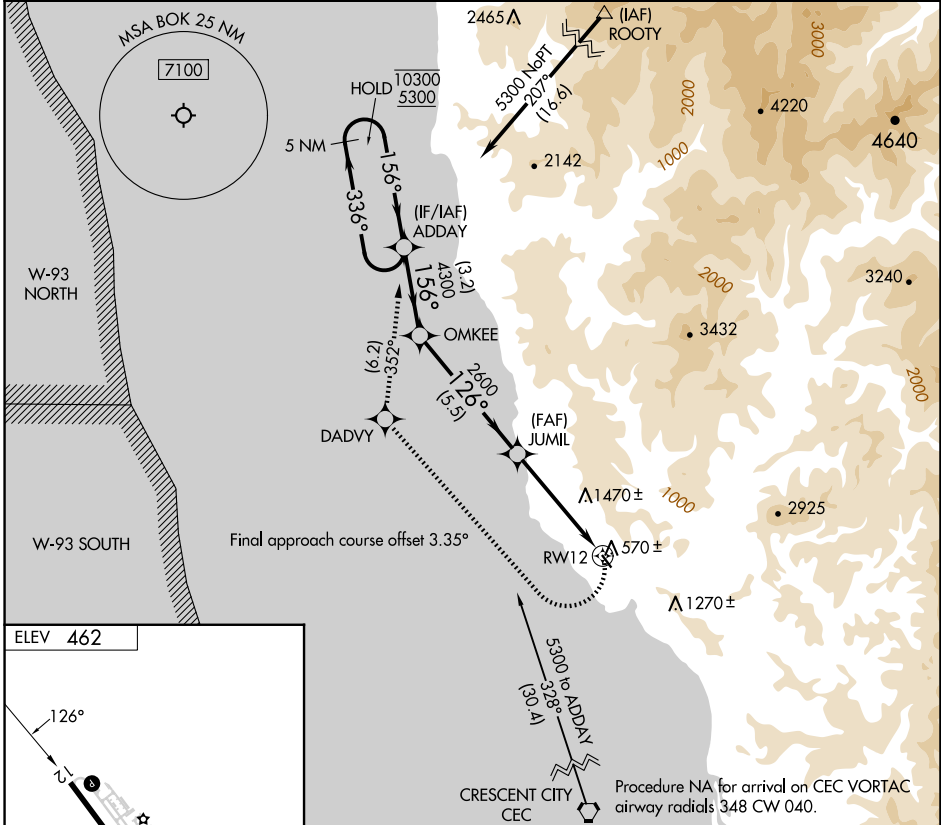 MSA BOK 25 NM
7100
2465
(IAF)
ROOTY
5300 NoPT
207°
(16.6)
3000
HOLD
10300
5300
5 NM
156°
336°
2000
4220
4640
1000
2142
(IF/IAF)
ADDAY
(3.2)
4300
156°
W-93
NORTH
2000
3240
3432
OMKEE
(6.2)
352°
2600
126°
(5.5)
2000
DADVY
(FAF)
JUMIL
1470±
1000
2925
W-93 SOUTH
Final approach course offset 3.35°
RW12
570±
1270±
ELEV 462
5300 to ADDAY
328°
(30.4)
126°
12
P
CRESCENT CITY
CEC
Procedure NA for arrival on CEC VORTAC
airway radials 348 CW 040.